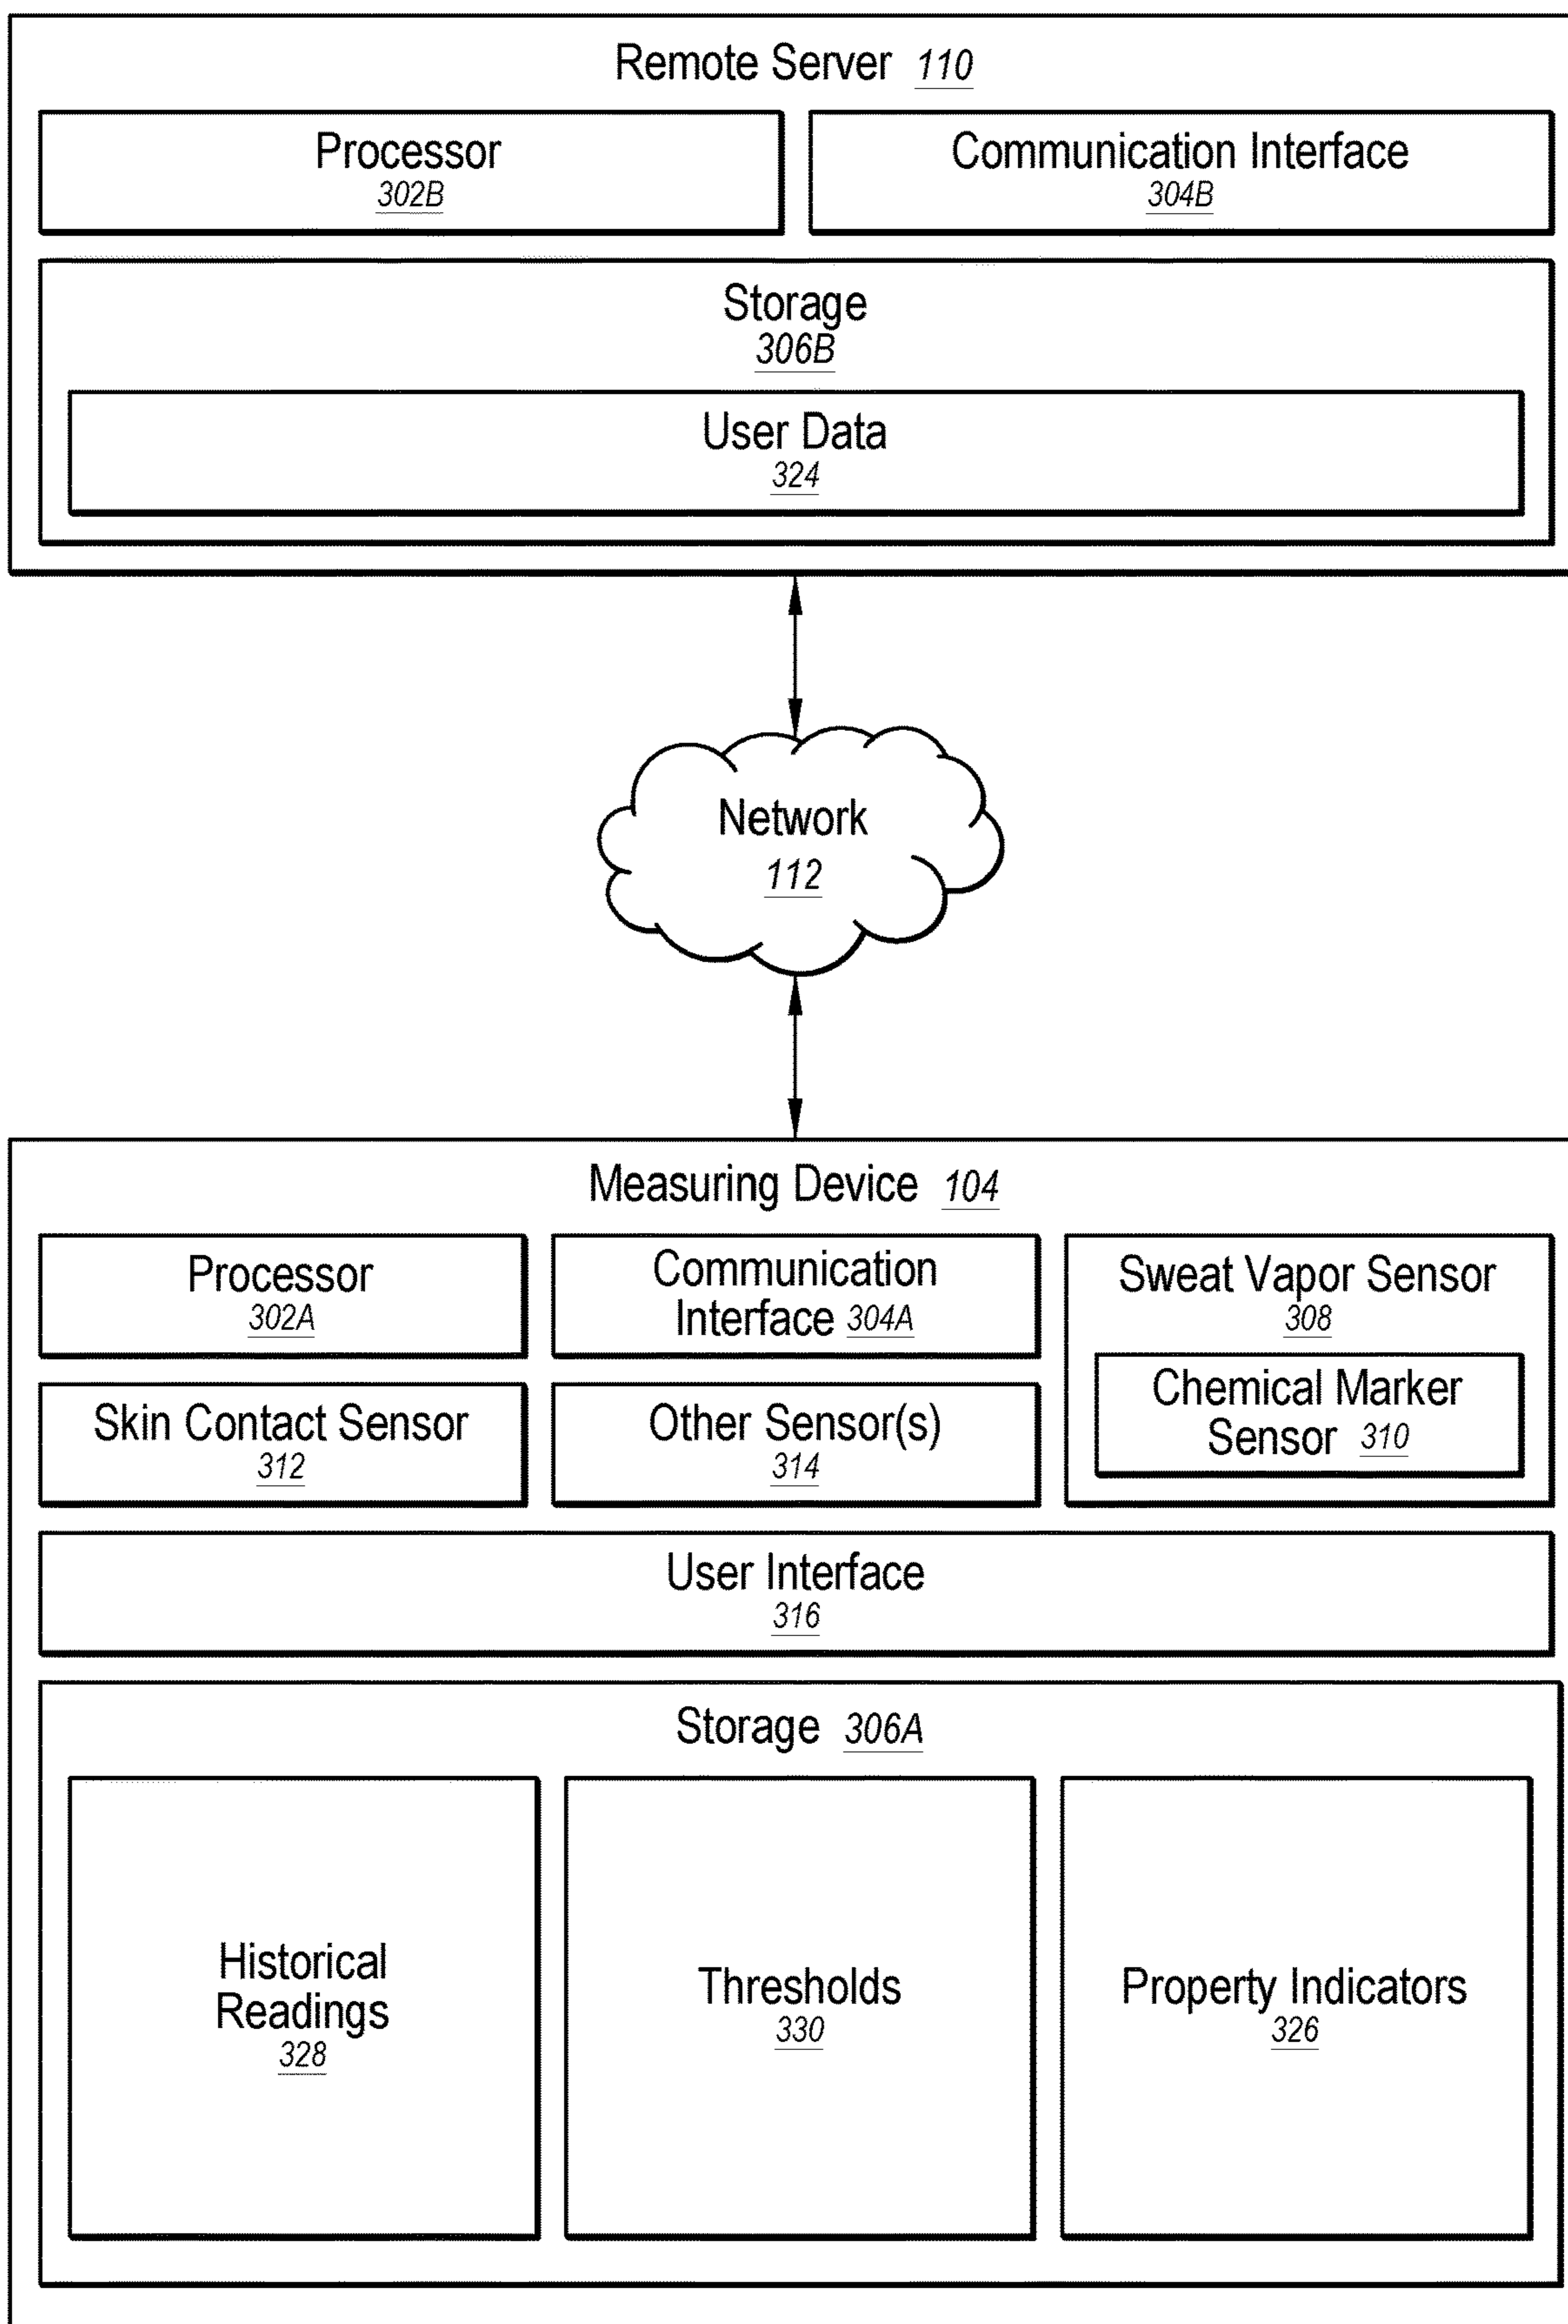 Remote Server 110
Processor
302B
Communication Interface
304B
Storage
306B
User Data
324
Network
112
Measuring Device 104
Processor
302A
Communication
Interface 304A
Sweat Vapor Sensor
308
Chemical Marker
Sensor 310
Skin Contact Sensor
312
Other Sensor(s)
314
User Interface
316
Storage 306A
Historical
Readings
328
Thresholds
330
Property Indicators
326